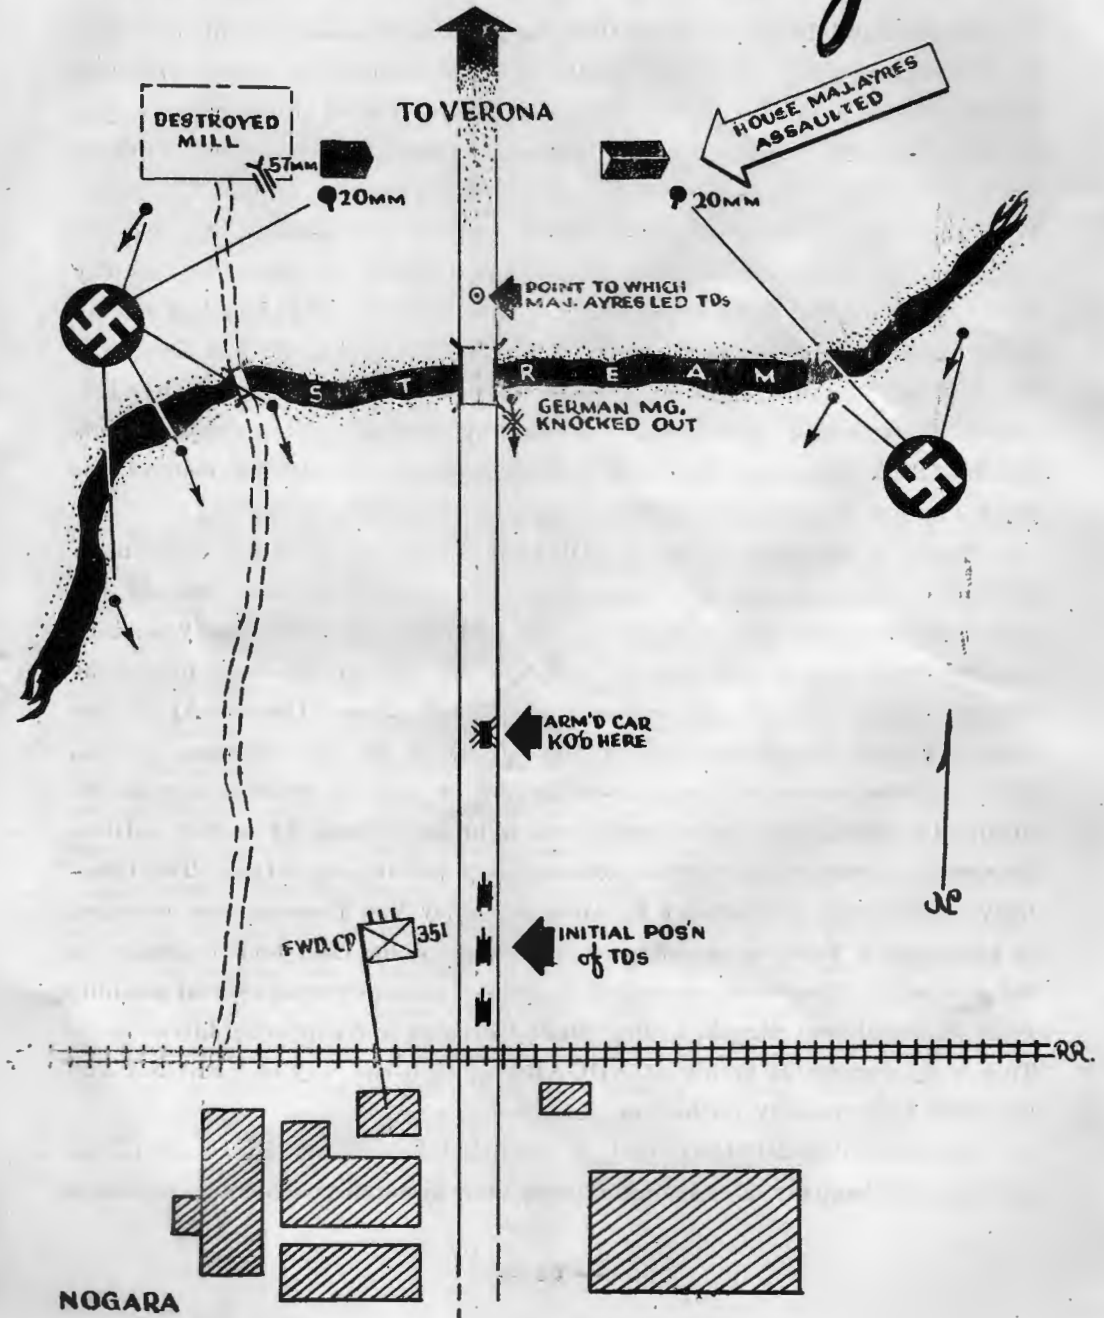 TO VERONA
HOUSE MAJ. AYRES
ASSAULTED
DESTROYED
MILL
57MM
20MM
20MM
POINT TO WHICH
MAJ. AYRES LED TDs
STREAM
GERMAN MG.
KNOCKED OUT
ARM'D CAR
KO'D HERE
FWD. CP
351
INITIAL POS'N
of TDs
N
RR.
NOGARA